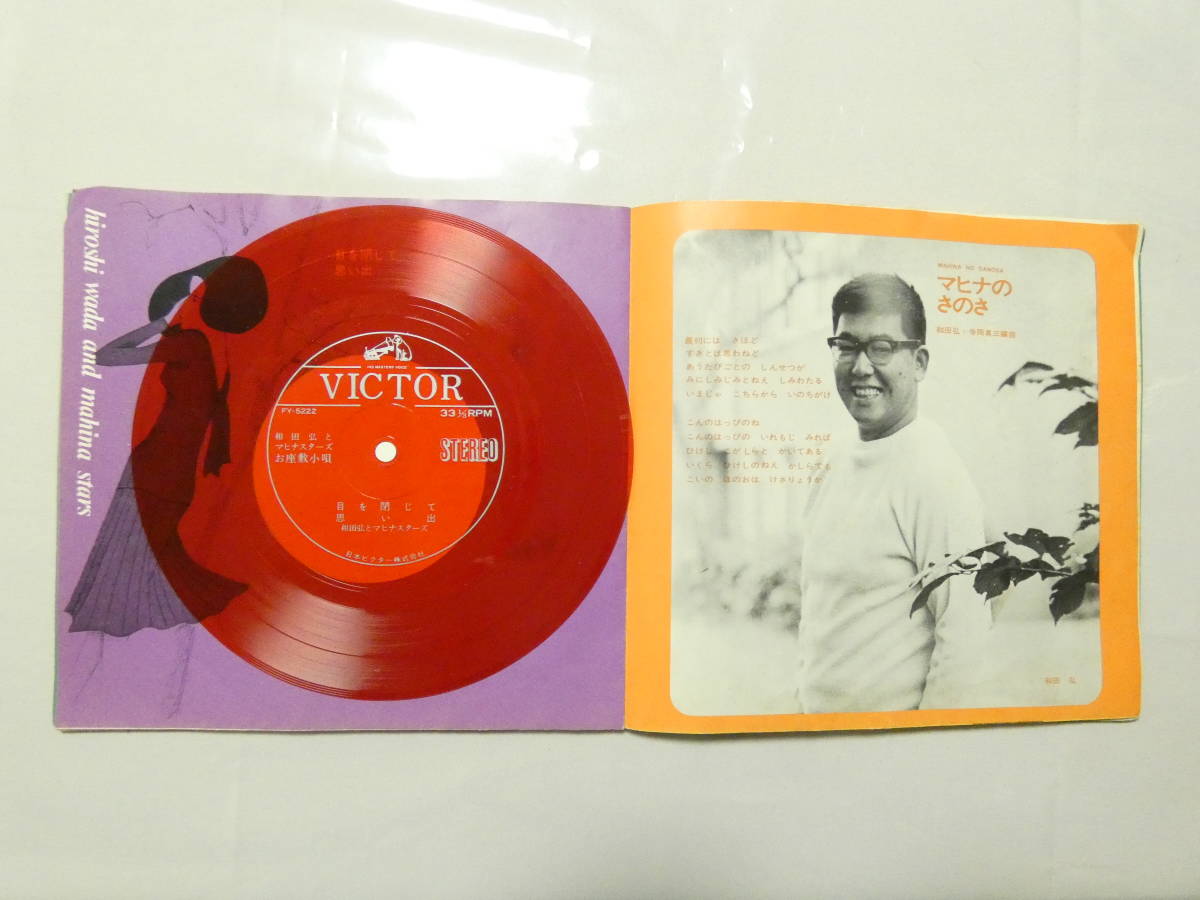 hiroshi wada and mahina stars
目を閉じて
思い出
"HIS MASTER'S VOICE"
VICTOR
FY-5222
33⅓RPM
和田弘と
マヒナスターズ
お座敷小唄
STEREO
目を閉じて
思い出
和田弘とマヒナスターズ
日本ビクター株式会社
MAHINA NO SANOSA
マヒナの
さのさ
和田弘・寺岡真三編曲
最初には さほど
すきとは思わねど
あうたびごとの しんせつが
みにしみじみとねえ しみわたる
いまじゃ こちらから いのちがけ
こんのはっぴのね
こんのはっぴの いれもじ みれば
ひけし こがしらと かいてある
いくら ひけしのねえ かしらでも
こいの ほのおは けさりょうか
和田 弘